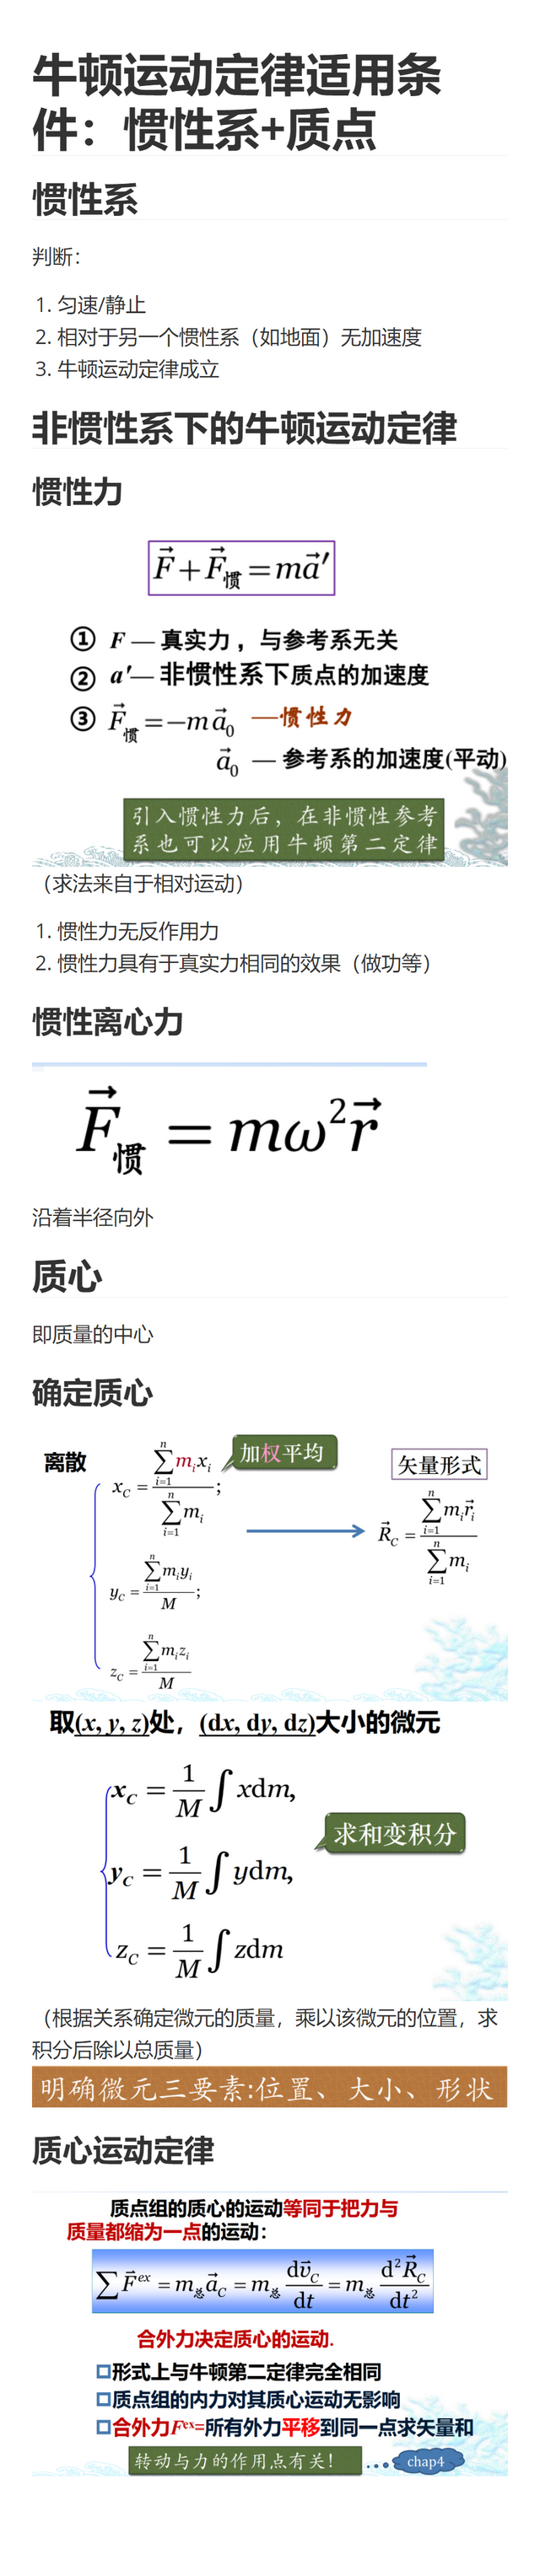 牛顿运动定律适用条
件：惯性系+质点
惯性系
判断：
1. 匀速/静止
2. 相对于另一个惯性系（如地面）无加速度
3. 牛顿运动定律成立
非惯性系下的牛顿运动定律
惯性力
$\vec{F}+\vec{F}_{惯}=m\vec{a}'$
① F — 真实力，与参考系无关
② a′— 非惯性系下质点的加速度
③ $\vec{F}_{惯}=-m\vec{a}_0$ —惯性力
$\vec{a}_0$ — 参考系的加速度(平动)
引入惯性力后，在非惯性参考
系也可以应用牛顿第二定律
（求法来自于相对运动）
1. 惯性力无反作用力
2. 惯性力具有于真实力相同的效果（做功等）
惯性离心力
$\vec{F}_{惯}=m\omega^2\vec{r}$
沿着半径向外
质心
即质量的中心
确定质心
离散
加权平均
矢量形式
$x_C=\frac{\sum_{i=1}^{n}m_ix_i}{\sum_{i=1}^{n}m_i};$
$\vec{R}_C=\frac{\sum_{i=1}^{n}m_i\vec{r}_i}{\sum_{i=1}^{n}m_i}$
$y_C=\frac{\sum_{i=1}^{n}m_iy_i}{M};$
$z_C=\frac{\sum_{i=1}^{n}m_iz_i}{M}$
取(x, y, z)处，(dx, dy, dz)大小的微元
$x_C=\frac{1}{M}\int x\mathrm{d}m,$
求和变积分
$y_C=\frac{1}{M}\int y\mathrm{d}m,$
$z_C=\frac{1}{M}\int z\mathrm{d}m$
（根据关系确定微元的质量，乘以该微元的位置，求
积分后除以总质量）
明确微元三要素:位置、大小、形状
质心运动定律
质点组的质心的运动等同于把力与
质量都缩为一点的运动：
$\sum\vec{F}^{ex}=m_{总}\vec{a}_C=m_{总}\frac{\mathrm{d}\vec{v}_C}{\mathrm{d}t}=m_{总}\frac{\mathrm{d}^2\vec{R}_C}{\mathrm{d}t^2}$
合外力决定质心的运动.
形式上与牛顿第二定律完全相同
质点组的内力对其质心运动无影响
合外力Fᵉˣ=所有外力平移到同一点求矢量和
转动与力的作用点有关！
chap4